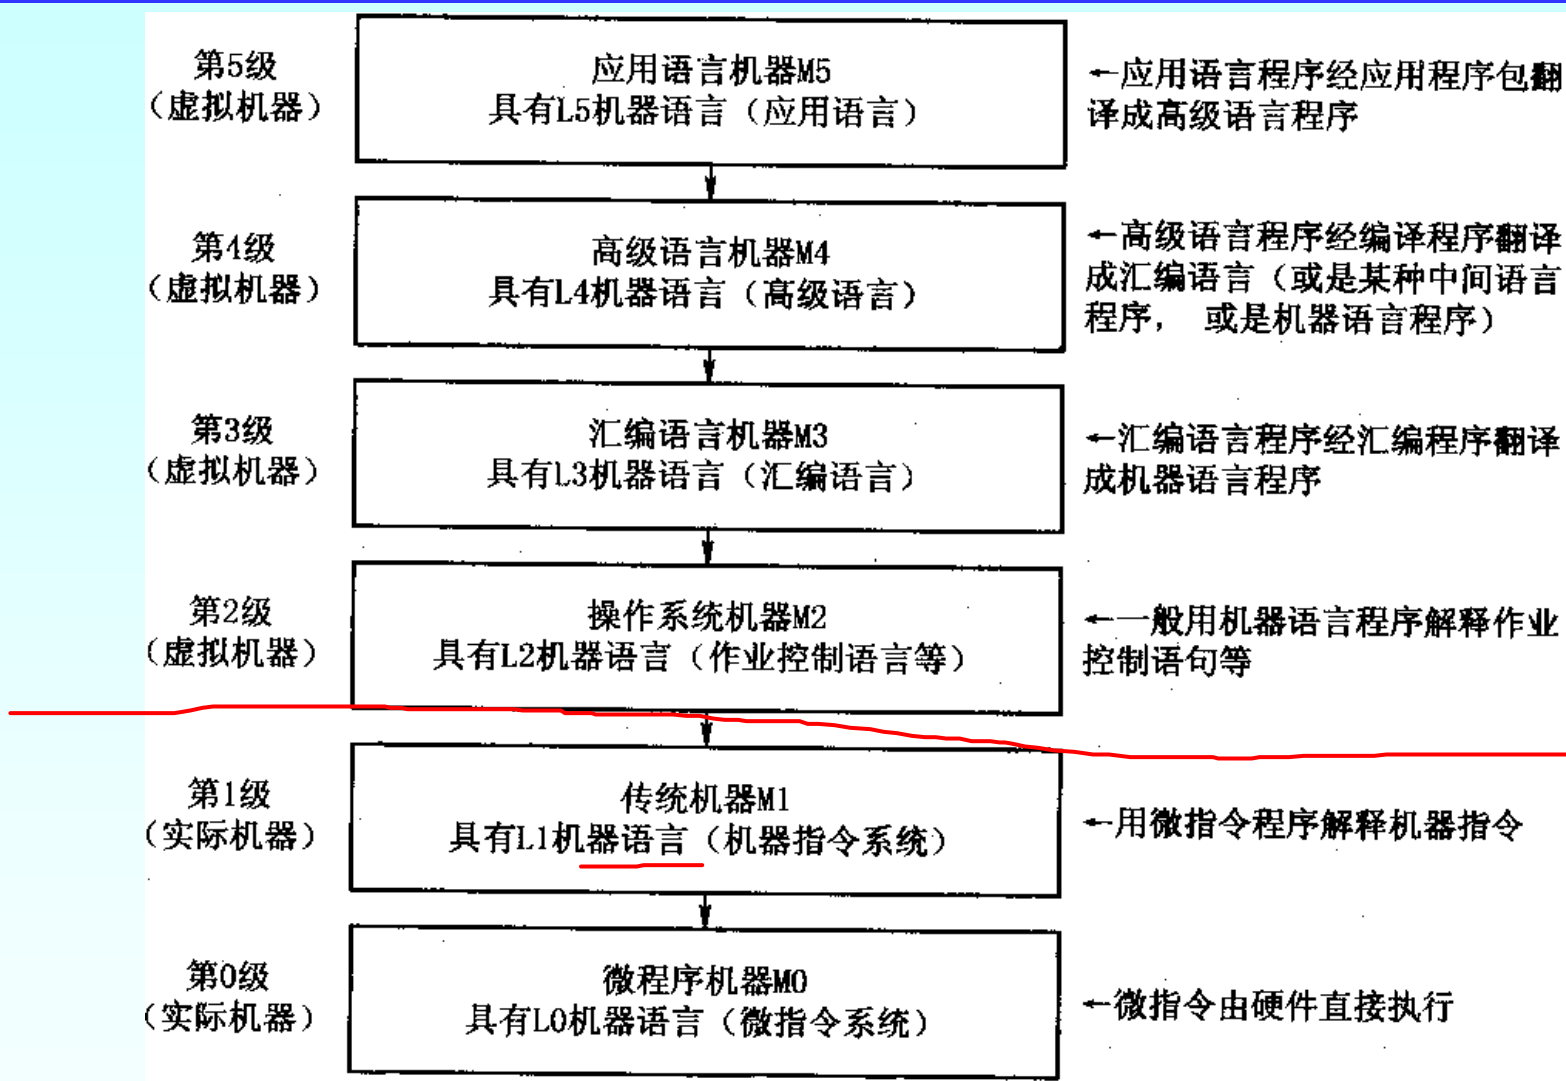 第5级
（虚拟机器）
应用语言机器M5
具有L5机器语言（应用语言）
←应用语言程序经应用程序包翻
译成高级语言程序
第4级
（虚拟机器）
高级语言机器M4
具有L4机器语言（高级语言）
←高级语言程序经编译程序翻译
成汇编语言（或是某种中间语言
程序， 或是机器语言程序）
第3级
（虚拟机器）
汇编语言机器M3
具有L3机器语言（汇编语言）
←汇编语言程序经汇编程序翻译
成机器语言程序
第2级
（虚拟机器）
操作系统机器M2
具有L2机器语言（作业控制语言等）
←一般用机器语言程序解释作业
控制语句等
第1级
（实际机器）
传统机器M1
具有L1机器语言（机器指令系统）
←用微指令程序解释机器指令
第0级
（实际机器）
微程序机器M0
具有L0机器语言（微指令系统）
←微指令由硬件直接执行